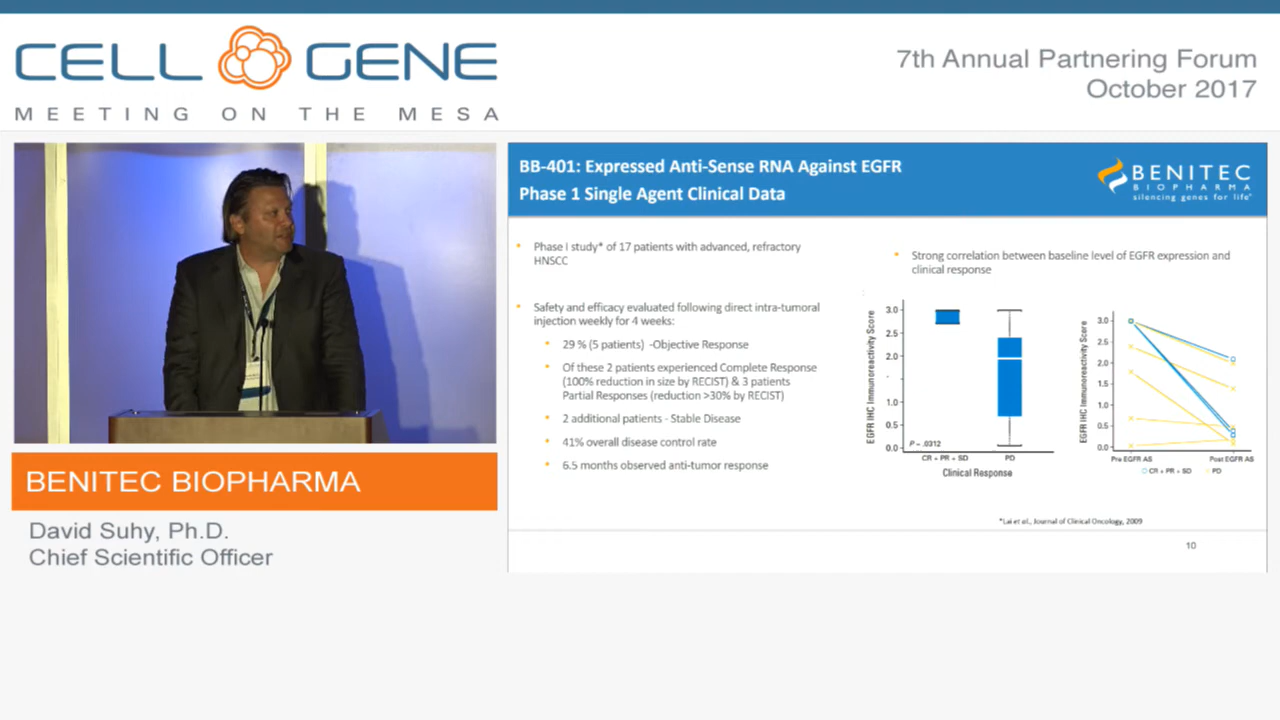 CELL GENE
MEETING ON THE MESA
7th Annual Partnering Forum
October 2017
BENITEC BIOPHARMA
David Suhy, Ph.D.
Chief Scientific Officer
BB-401: Expressed Anti-Sense RNA Against EGFR
Phase 1 Single Agent Clinical Data
BENITEC
BIOPHARMA
silencing genes for life
Phase I study* of 17 patients with advanced, refractory
HNSCC
Safety and efficacy evaluated following direct intra-tumoral
injection weekly for 4 weeks:
29 % (5 patients) -Objective Response
Of these 2 patients experienced Complete Response
(100% reduction in size by RECIST) & 3 patients
Partial Responses (reduction >30% by RECIST)
2 additional patients - Stable Disease
41% overall disease control rate
6.5 months observed anti-tumor response
Strong correlation between baseline level of EGFR expression and
clinical response
EGFR IHC Immunoreactivity Score
3.0
2.5
2.0
1.0
0.5
0.0
P = .0312
CR + PR + SD
PD
Clinical Response
EGFR IHC Immunoreactivity Score
3.0
2.5
2.0
1.5
1.0
0.5
0.0
Pre EGFR AS
Post EGFR AS
CR + PR + SD
PD
*Lai et al., Journal of Clinical Oncology, 2009
10